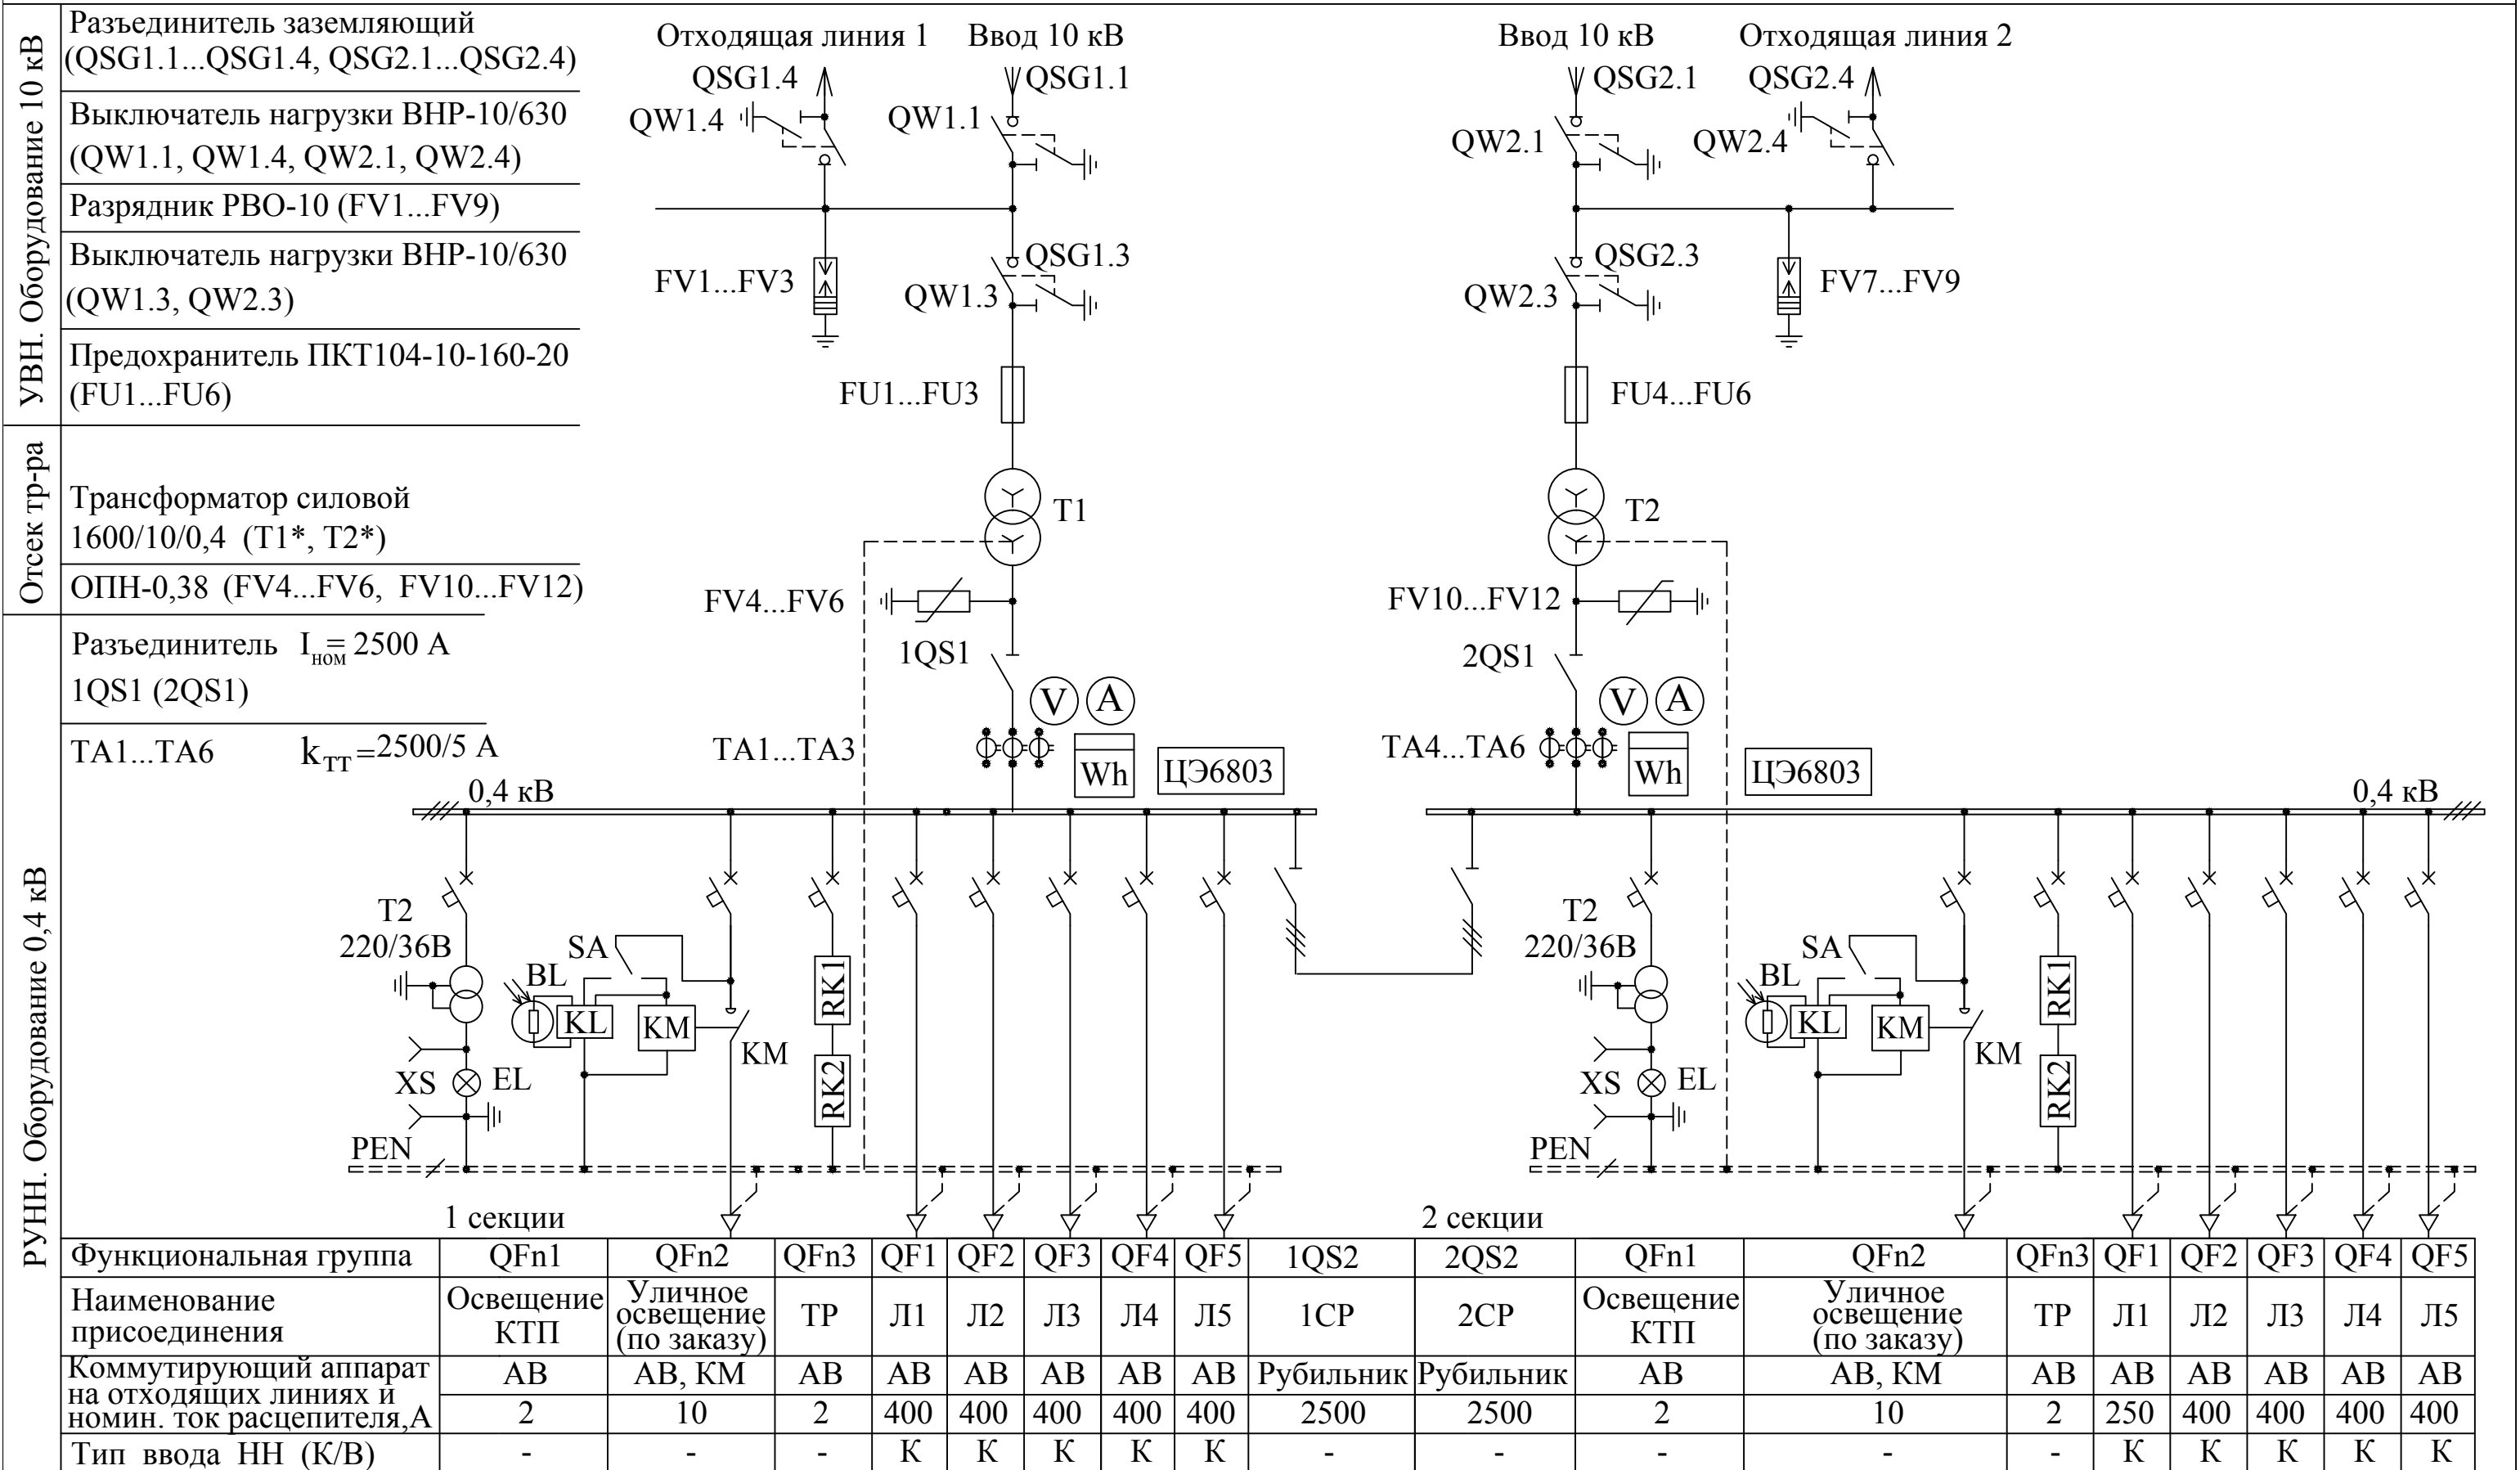 УВН. Оборудование 10 кВ
Разъединитель заземляющий
(QSG1.1...QSG1.4, QSG2.1...QSG2.4)
Выключатель нагрузки ВНР-10/630
(QW1.1, QW1.4, QW2.1, QW2.4)
Разрядник РВО-10 (FV1...FV9)
Выключатель нагрузки ВНР-10/630
(QW1.3, QW2.3)
Предохранитель ПКТ104-10-160-20
(FU1...FU6)
Отсек тр-ра
Трансформатор силовой
1600/10/0,4 (Т1*, Т2*)
ОПН-0,38 (FV4...FV6, FV10...FV12)
РУНН. Оборудование 0,4 кВ
Разъединитель Iном = 2500 А
1QS1 (2QS1)
ТА1...ТА6 kТТ =2500/5 А
Отходящая линия 1 Ввод 10 кВ
QSG1.4 QSG1.1
QW1.4 QW1.1
QSG1.3
FV1...FV3 QW1.3
FU1...FU3
Т1
FV4...FV6
1QS1
V A
ТА1...ТА3
Wh ЦЭ6803
0,4 кВ
Ввод 10 кВ Отходящая линия 2
QSG2.1 QSG2.4
QW2.1 QW2.4
QSG2.3
QW2.3 FV7...FV9
FU4...FU6
Т2
FV10...FV12
2QS1
V A
ТА4...ТА6
Wh ЦЭ6803
0,4 кВ
Т2
220/36В
SA
BL
KL KM
KM
RK1
RK2
XS EL
PEN
1 секции
Т2
220/36В
SA
BL
KL KM
KM
RK1
RK2
XS EL
PEN
2 секции
Функциональная группа QFn1 QFn2 QFn3 QF1 QF2 QF3 QF4 QF5 1QS2 2QS2 QFn1 QFn2 QFn3 QF1 QF2 QF3 QF4 QF5
Наименование
присоединения
Освещение
КТП
Уличное
освещение
(по заказу)
ТР Л1 Л2 Л3 Л4 Л5 1СР 2СР
Освещение
КТП
Уличное
освещение
(по заказу)
ТР Л1 Л2 Л3 Л4 Л5
Коммутирующий аппарат
на отходящих линиях и
номин. ток расцепителя,А
АВ АВ, КМ АВ АВ АВ АВ АВ АВ Рубильник Рубильник АВ АВ, КМ АВ АВ АВ АВ АВ АВ
2 10 2 400 400 400 400 400 2500 2500 2 10 2 250 400 400 400 400
Тип ввода НН (К/В) - - - К К К К К - - - - - К К К К К